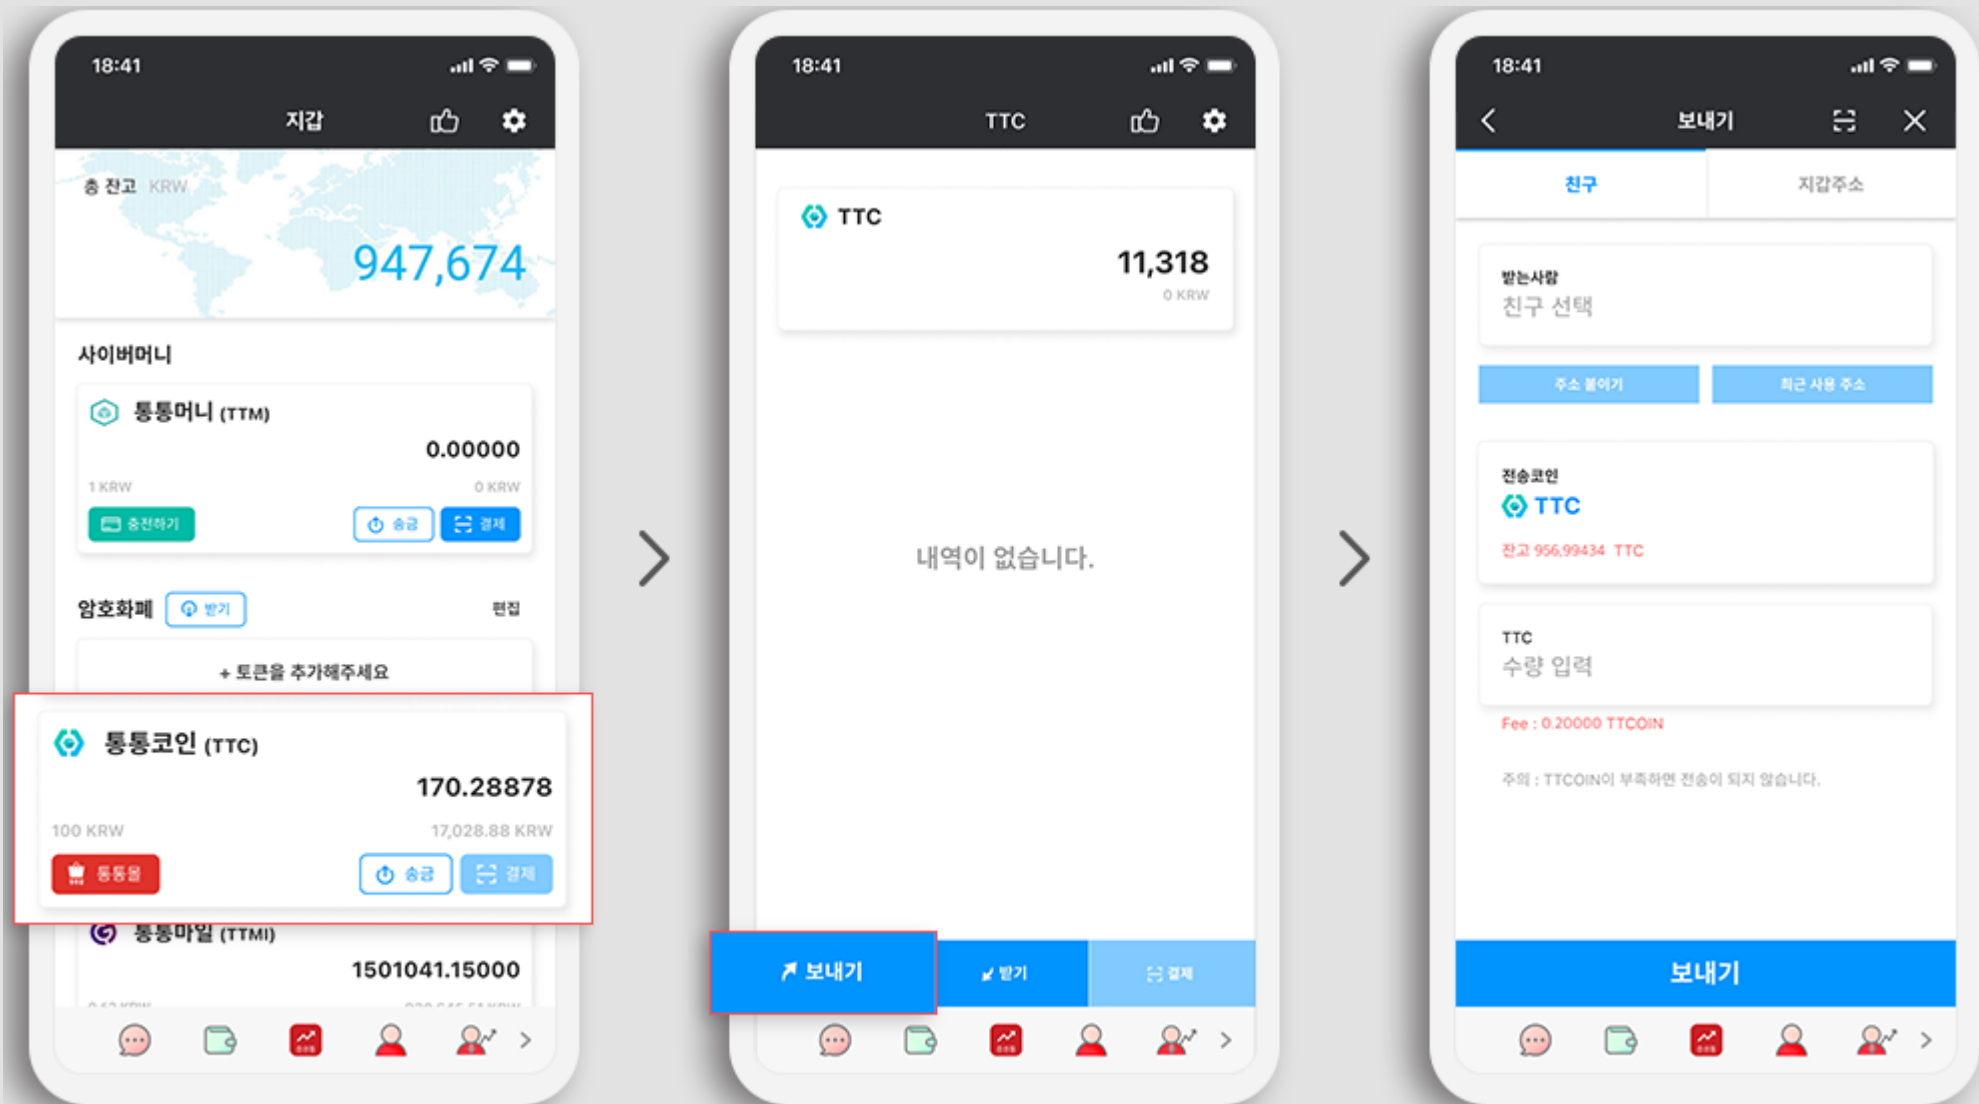 18:41
지갑
총 잔고 KRW
947,674
사이버머니
통통머니 (TTM)
0.00000
1 KRW 0 KRW
충전하기 송금 결제
암호화폐 받기 편집
+ 토큰을 추가해주세요
통통코인 (TTC)
170.28878
100 KRW 17,028.88 KRW
통통몰 송금 결제
통통마일 (TTMI)
1501041.15000
18:41
TTC
TTC
11,318
0 KRW
내역이 없습니다.
보내기 받기 결제
18:41
보내기
친구 지갑주소
받는사람
친구 선택
주소 붙이기 최근 사용 주소
전송코인
TTC
잔고 956,99434 TTC
TTC
수량 입력
Fee : 0.20000 TTCOIN
주의 : TTCOIN이 부족하면 전송이 되지 않습니다.
보내기